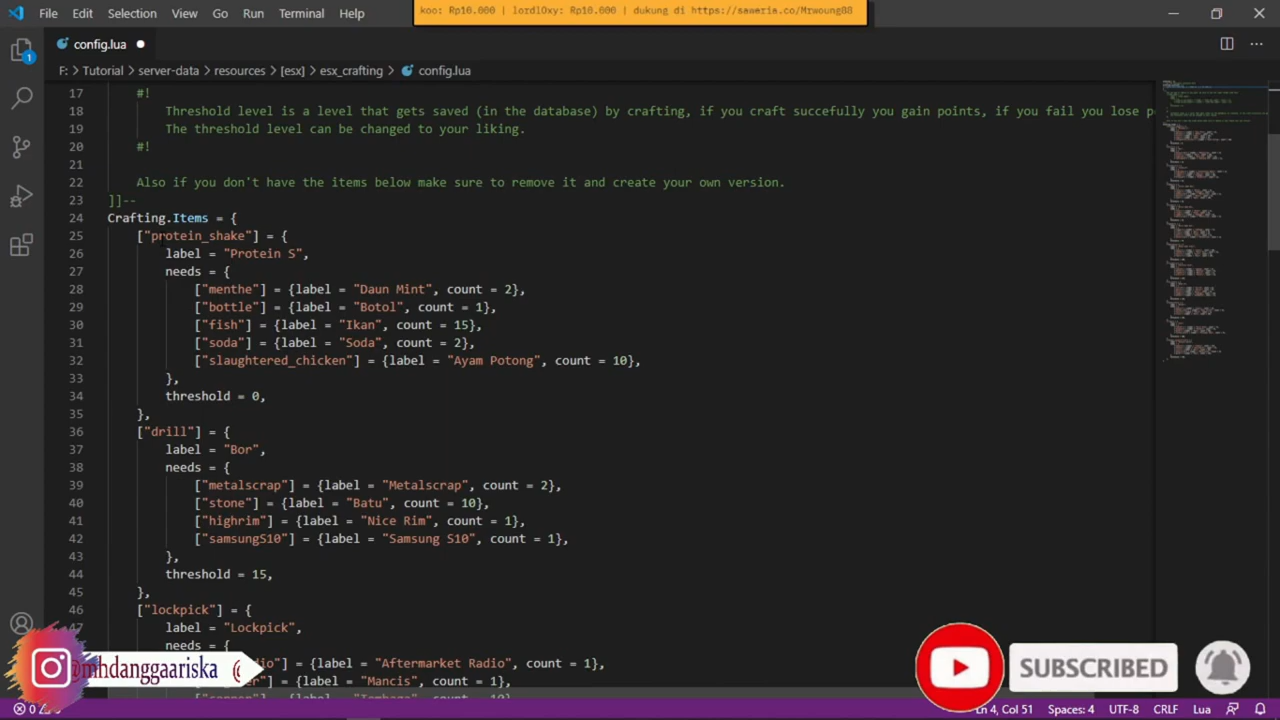 koo: Rp10.000 | lordl0xy: Rp10.000 | dukung di https://saweria.co/Mrwoung88
File Edit Selection View Go Run Terminal Help
config.lua
F: > Tutorial > server-data > resources > [esx] > esx_crafting > config.lua
17 #!
18 Threshold level is a level that gets saved (in the database) by crafting, if you craft succefully you gain points, if you fail you lose
19 The threshold level can be changed to your liking.
20 #!
21
22 Also if you don't have the items below make sure to remove it and create your own version.
23 ]]--
24 Crafting.Items = {
25 ["protein_shake"] = {
26 label = "Protein S",
27 needs = {
28 ["menthe"] = {label = "Daun Mint", count = 2},
29 ["bottle"] = {label = "Botol", count = 1},
30 ["fish"] = {label = "Ikan", count = 15},
31 ["soda"] = {label = "Soda", count = 2},
32 ["slaughtered_chicken"] = {label = "Ayam Potong", count = 10},
33 },
34 threshold = 0,
35 },
36 ["drill"] = {
37 label = "Bor",
38 needs = {
39 ["metalscrap"] = {label = "Metalscrap", count = 2},
40 ["stone"] = {label = "Batu", count = 10},
41 ["highrim"] = {label = "Nice Rim", count = 1},
42 ["samsungS10"] = {label = "Samsung S10", count = 1},
43 },
44 threshold = 15,
45 },
46 ["lockpick"] = {
label = "Lockpick",
needs = {
= {label = "Aftermarket Radio", count = 1},
= {label = "Mancis", count = 1},
@mhdanggaariska
SUBSCRIBED
Ln 4, Col 51 Spaces: 4 UTF-8 CRLF Lua